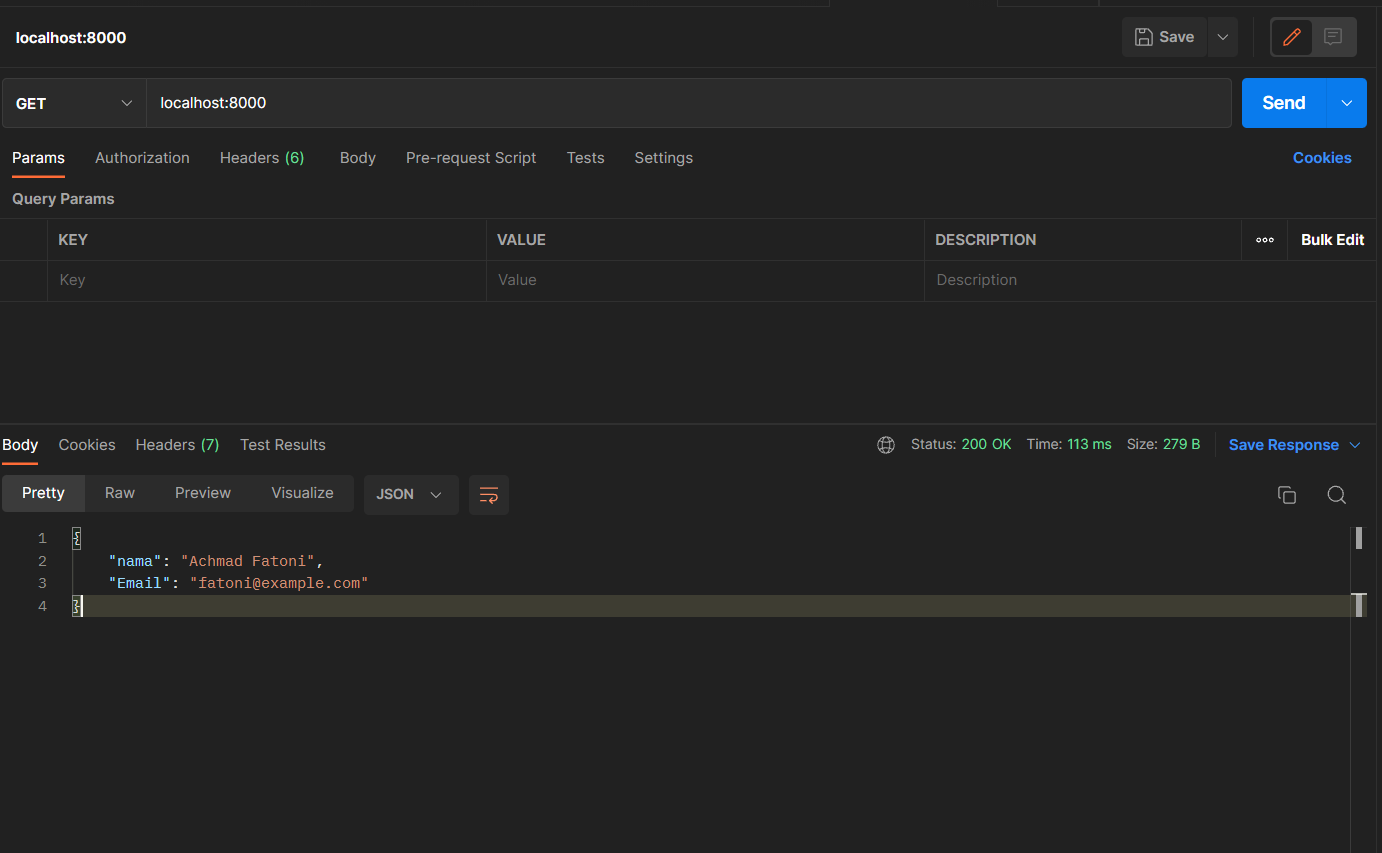 localhost:8000
Save
GET localhost:8000 Send
Params Authorization Headers (6) Body Pre-request Script Tests Settings Cookies
Query Params
KEY VALUE DESCRIPTION Bulk Edit
Key Value Description
Body Cookies Headers (7) Test Results Status: 200 OK Time: 113 ms Size: 279 B Save Response
Pretty Raw Preview Visualize JSON
1 {
2 "nama": "Achmad Fatoni",
3 "Email": "fatoni@example.com"
4 }